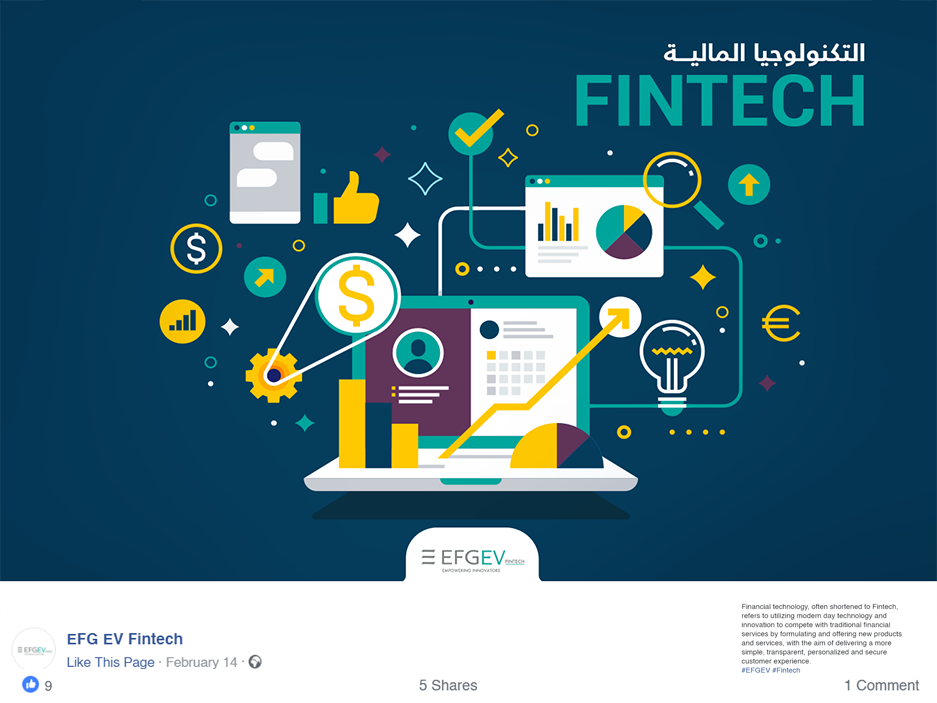 التكنولوجيا الماليــة
FINTECH
EFGEV FINTECH
EMPOWERING INNOVATORS
EFG EV Fintech
Like This Page · February 14 ·
9
5 Shares
1 Comment
Financial technology, often shortened to Fintech,
refers to utilizing modern day technology and
innovation to compete with traditional financial
services by formulating and offering new products
and services, with the aim of delivering a more
simple, transparent, personalized and secure
customer experience.
#EFGEV #Fintech